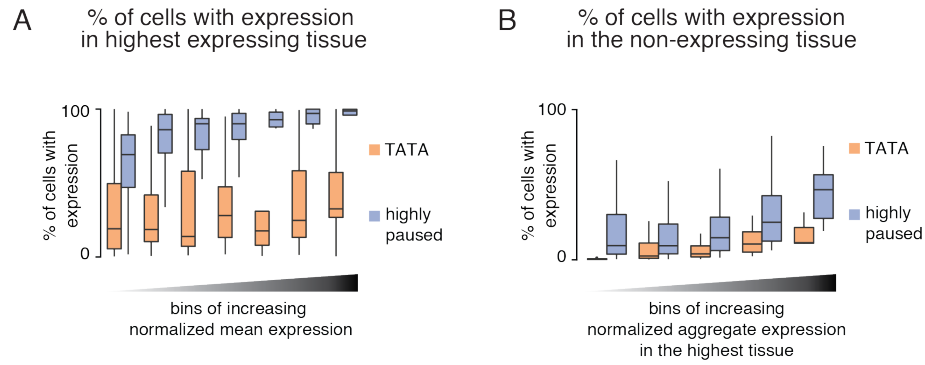 A
% of cells with expression
in highest expressing tissue
100
0
% of cells with
expression
TATA
highly
paused
bins of increasing
normalized mean expression
B
% of cells with expression
in the non-expressing tissue
100
0
% of cells with
expression
TATA
highly
paused
bins of increasing
normalized aggregate expression
in the highest tissue